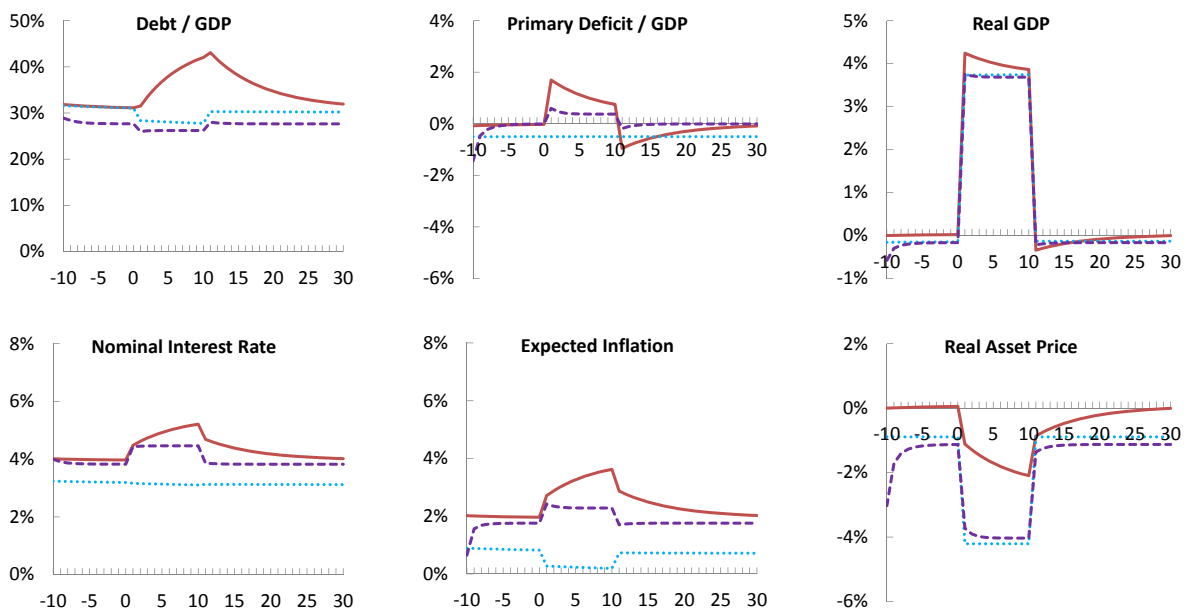 Debt / GDP
50%
40%
30%
20%
10%
0%
-10 -5 0 5 10 15 20 25 30
Primary Deficit / GDP
4%
2%
0%
-2%
-4%
-6%
-10 -5 0 5 10 15 20 25 30
Real GDP
5%
4%
3%
2%
1%
0%
-1%
-10 -5 0 5 10 15 20 25 30
Nominal Interest Rate
8%
6%
4%
2%
0%
-10 -5 0 5 10 15 20 25 30
Expected Inflation
8%
6%
4%
2%
0%
-10 -5 0 5 10 15 20 25 30
Real Asset Price
2%
0%
-2%
-4%
-6%
-10 -5 0 5 10 15 20 25 30